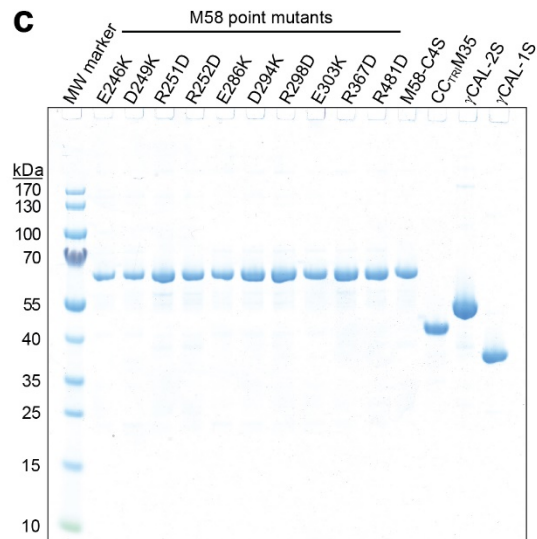 C
M58 point mutants
MW marker
E246K
D249K
R251D
R252D
E286K
D294K
R298D
E303K
R367D
R481D
M58-C4S
CCTRIM35
γCAL-2S
γCAL-1S
kDa
170
130
100
70
55
40
35
25
15
10